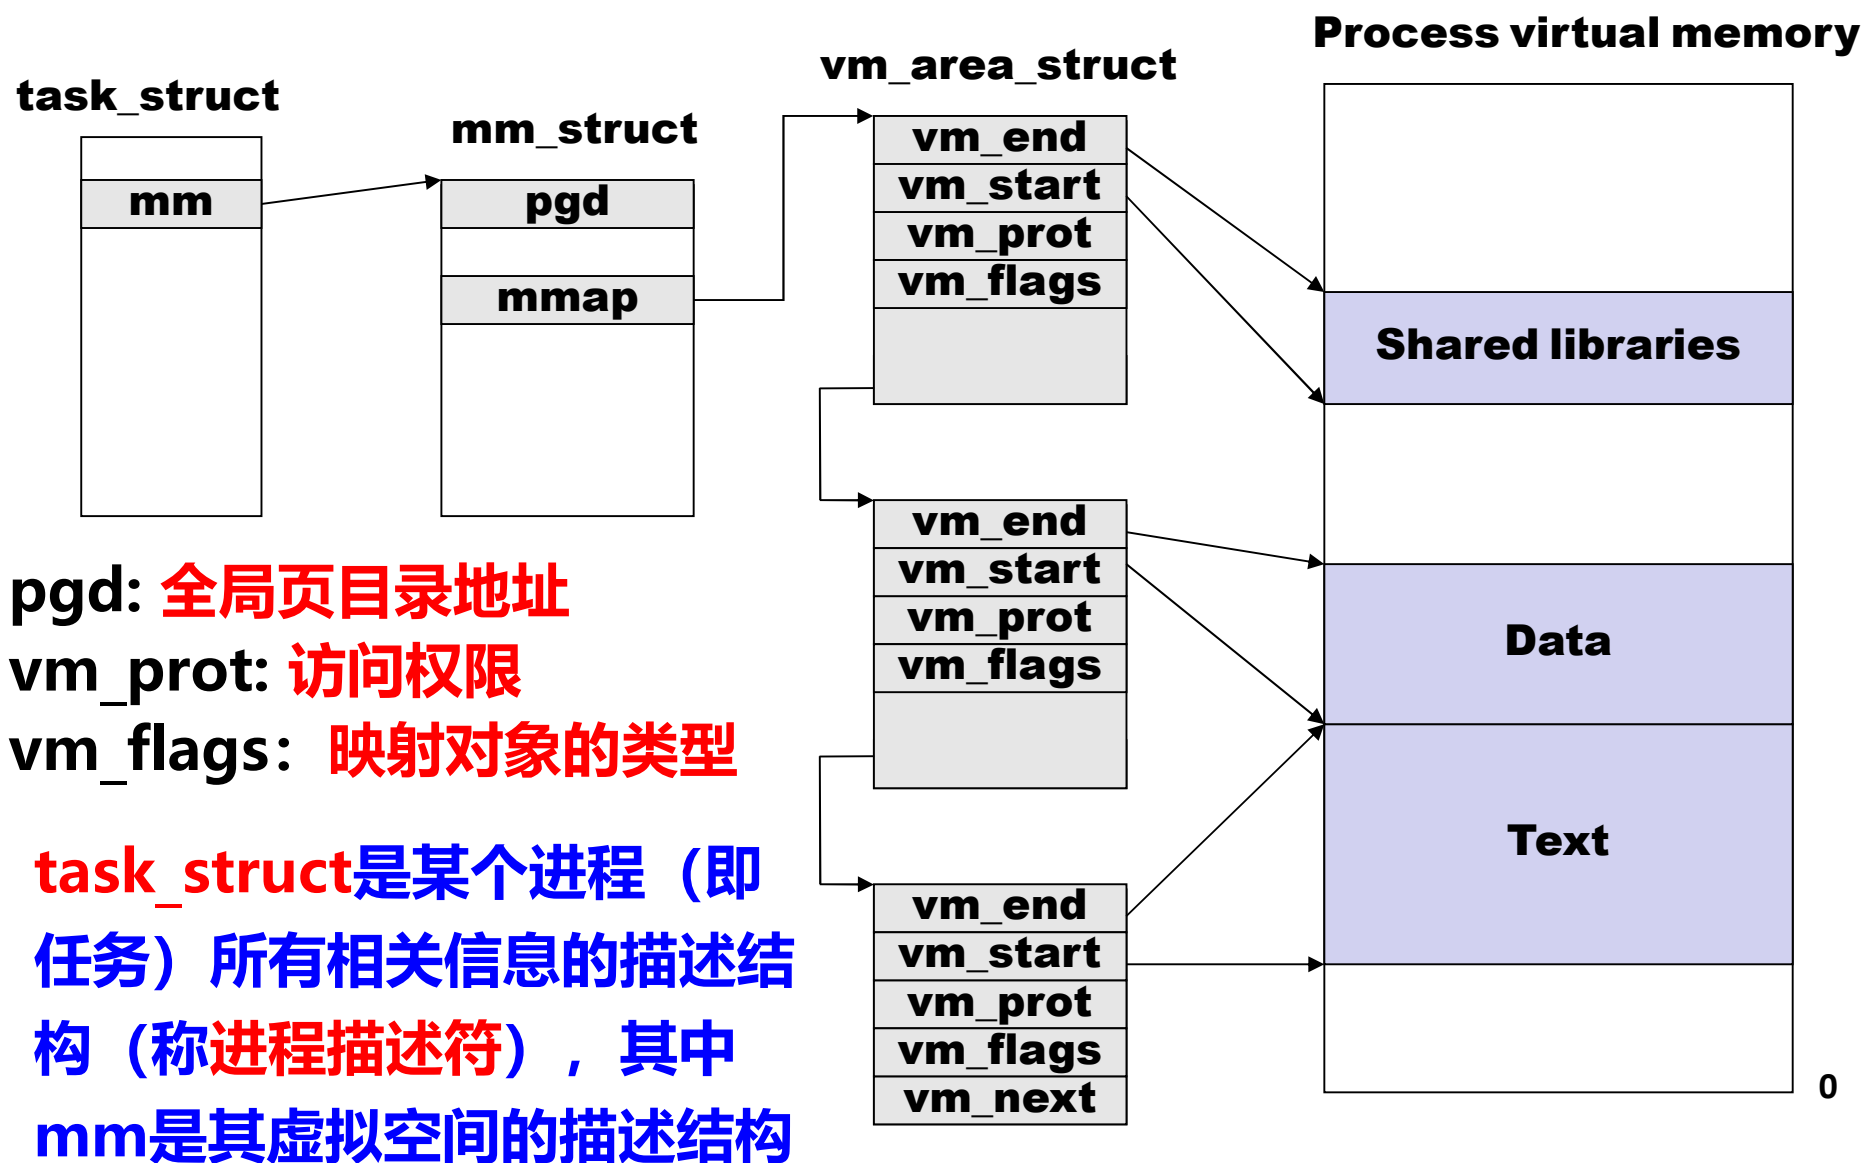 Process virtual memory
vm_area_struct
task_struct
mm_struct
mm
pgd
mmap
vm_end
vm_start
vm_prot
vm_flags
Shared libraries
vm_end
vm_start
vm_prot
vm_flags
Data
Text
vm_end
vm_start
vm_prot
vm_flags
vm_next
0
pgd: 全局页目录地址
vm_prot: 访问权限
vm_flags：映射对象的类型
task_struct是某个进程（即
任务）所有相关信息的描述结
构（称进程描述符），其中
mm是其虚拟空间的描述结构